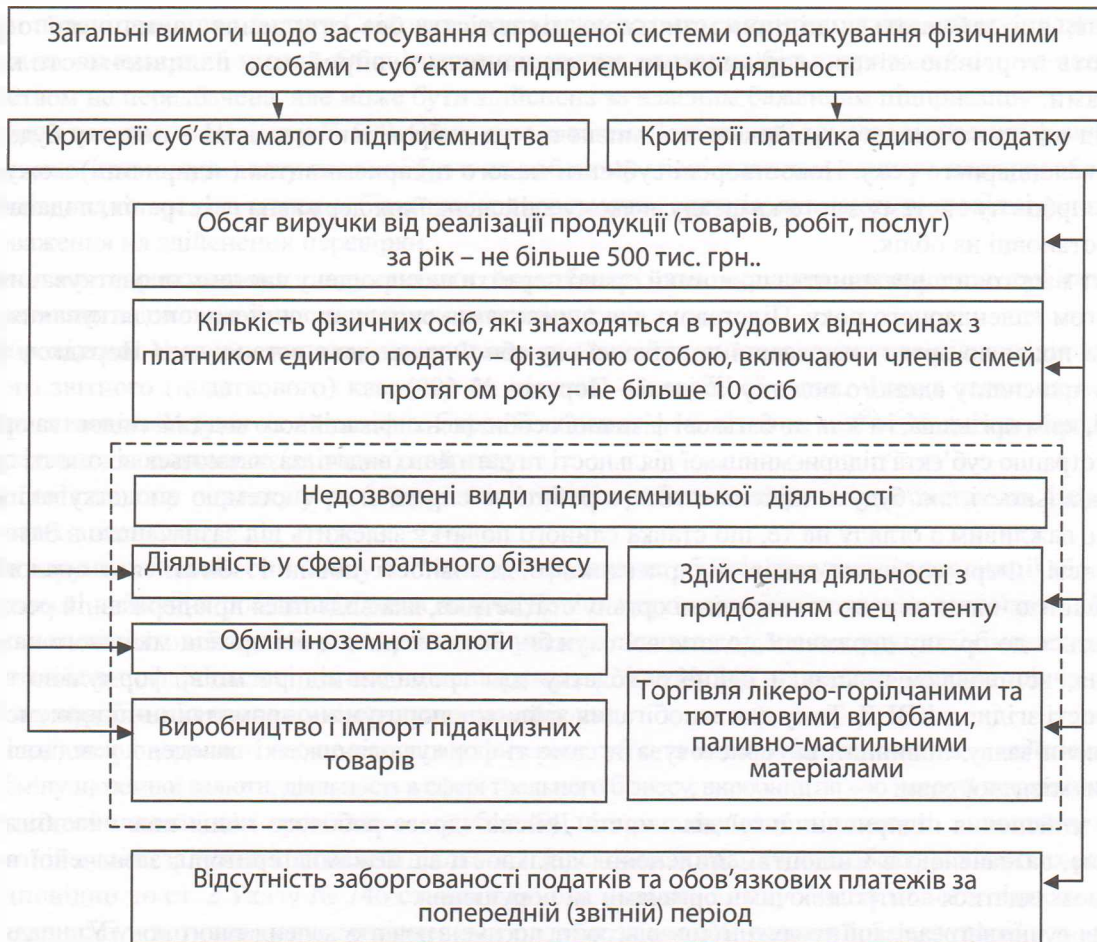 Загальні вимоги щодо застосування спрощеної системи оподаткування фізичними
особами – суб’єктами підприємницької діяльності
Критерії суб’єкта малого підприємництва
Критерії платника єдиного податку
Обсяг виручки від реалізації продукції (товарів, робіт, послуг)
за рік – не більше 500 тис. грн..
Кількість фізичних осіб, які знаходяться в трудових відносинах з
платником єдиного податку – фізичною особою, включаючи членів сімей:
протягом року – не більше 10 осіб
Недозволені види підприємницької діяльності
Діяльність у сфері грального бізнесу
Обмін іноземної валюти
Виробництво і імпорт підакцизних
товарів
Здійснення діяльності з
придбанням спец патенту
Торгівля лікеро-горілчаними та
тютюновими виробами,
паливно-мастильними
матеріалами
Відсутність заборгованості податків і обов’язкових платежів за
попередній (звітній) період